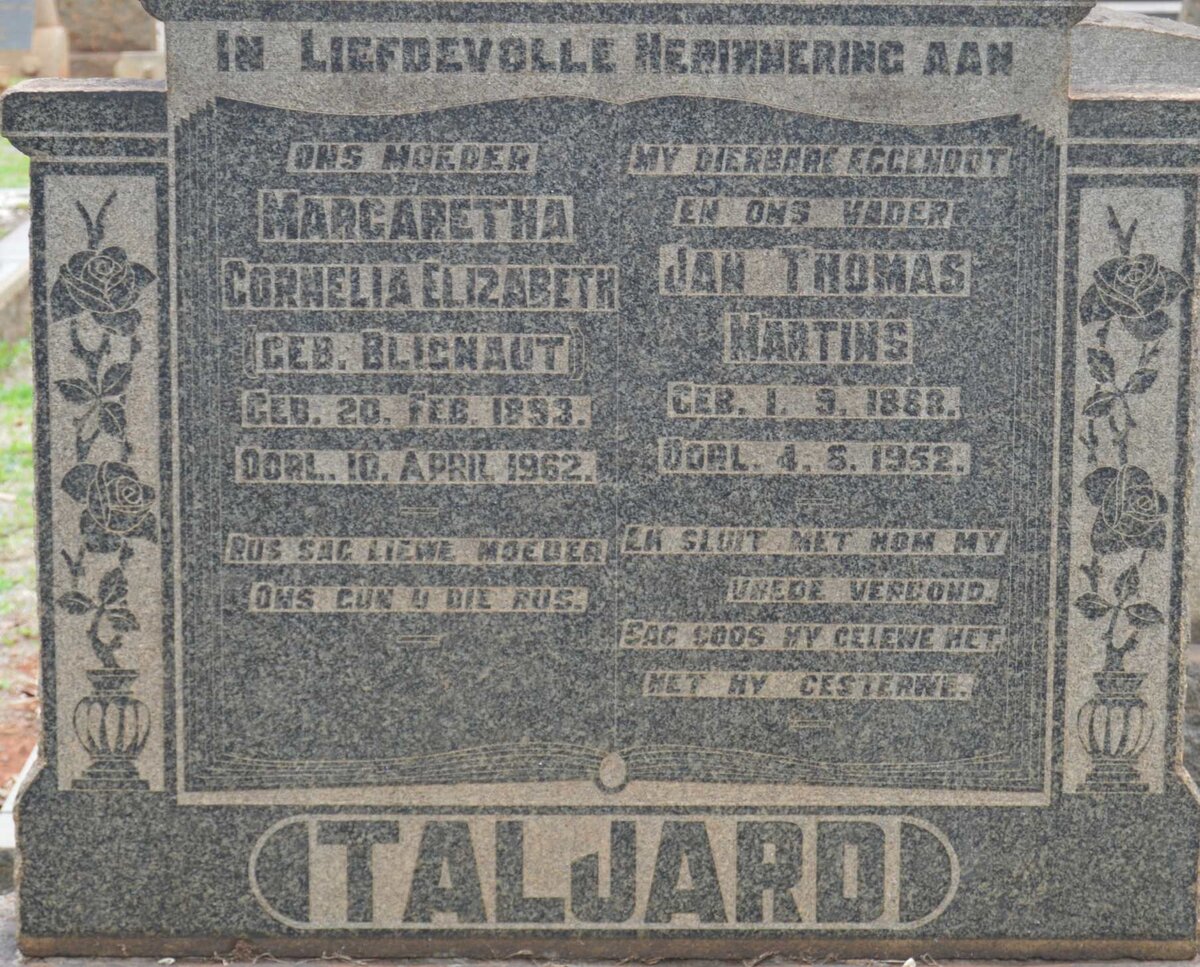 IN LIEFDEVOLLE HERINNERING AAN
ONS MOEDER
MARGARETHA
CORNELIA ELIZABETH
(GEB. BLIGNAUT)
GEB. 20. FEB. 1893.
OORL. 10. APRIL 1962.
RUS SAG LIEWE MOEDER
ONS GUN U DIE RUS.
MY DIERBARE EGGENOOT
EN ONS VADER
JAN THOMAS
MARTINS
GEB. 1. 9. 1888.
OORL. 4. 8. 1952.
EK SLUIT MET HOM MY
VREDE VERBOND.
SAG SOOS HY GELEWE HET
HET HY GESTERWE.
TALJARD